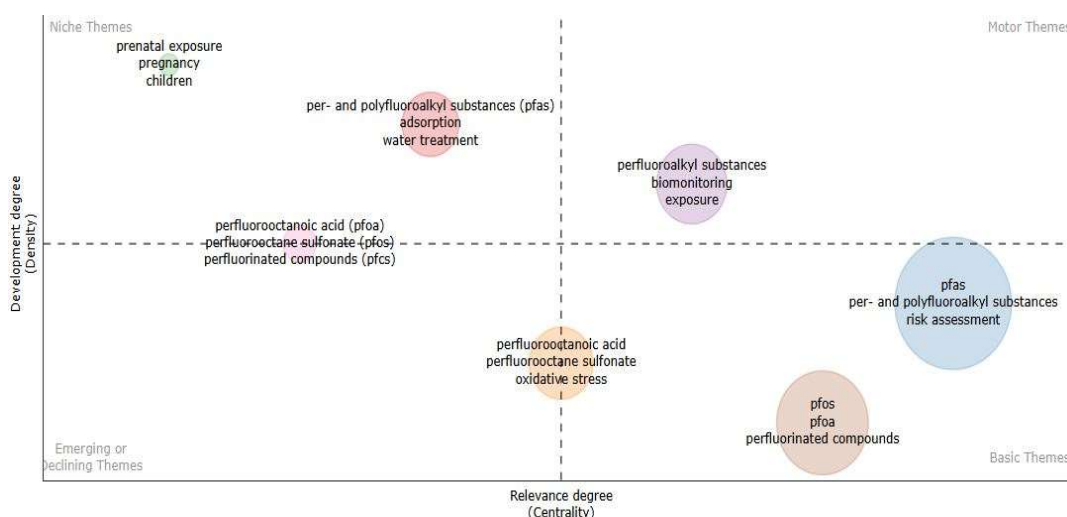 Niche Themes
Motor Themes
prenatal exposure
pregnancy
children
per- and polyfluoroalkyl substances (pfas)
adsorption
water treatment
perfluoroalkyl substances
biomonitoring
exposure
perfluorooctanoic acid (pfoa)
perfluorooctane sulfonate (pfos)
perfluorinated compounds (pfcs)
pfas
per- and polyfluoroalkyl substances
risk assessment
perfluorooctanoic acid
perfluorooctane sulfonate
oxidative stress
pfos
pfoa
perfluorinated compounds
Emerging or
Declining Themes
Basic Themes
Development degree
(Density)
Relevance degree
(Centrality)